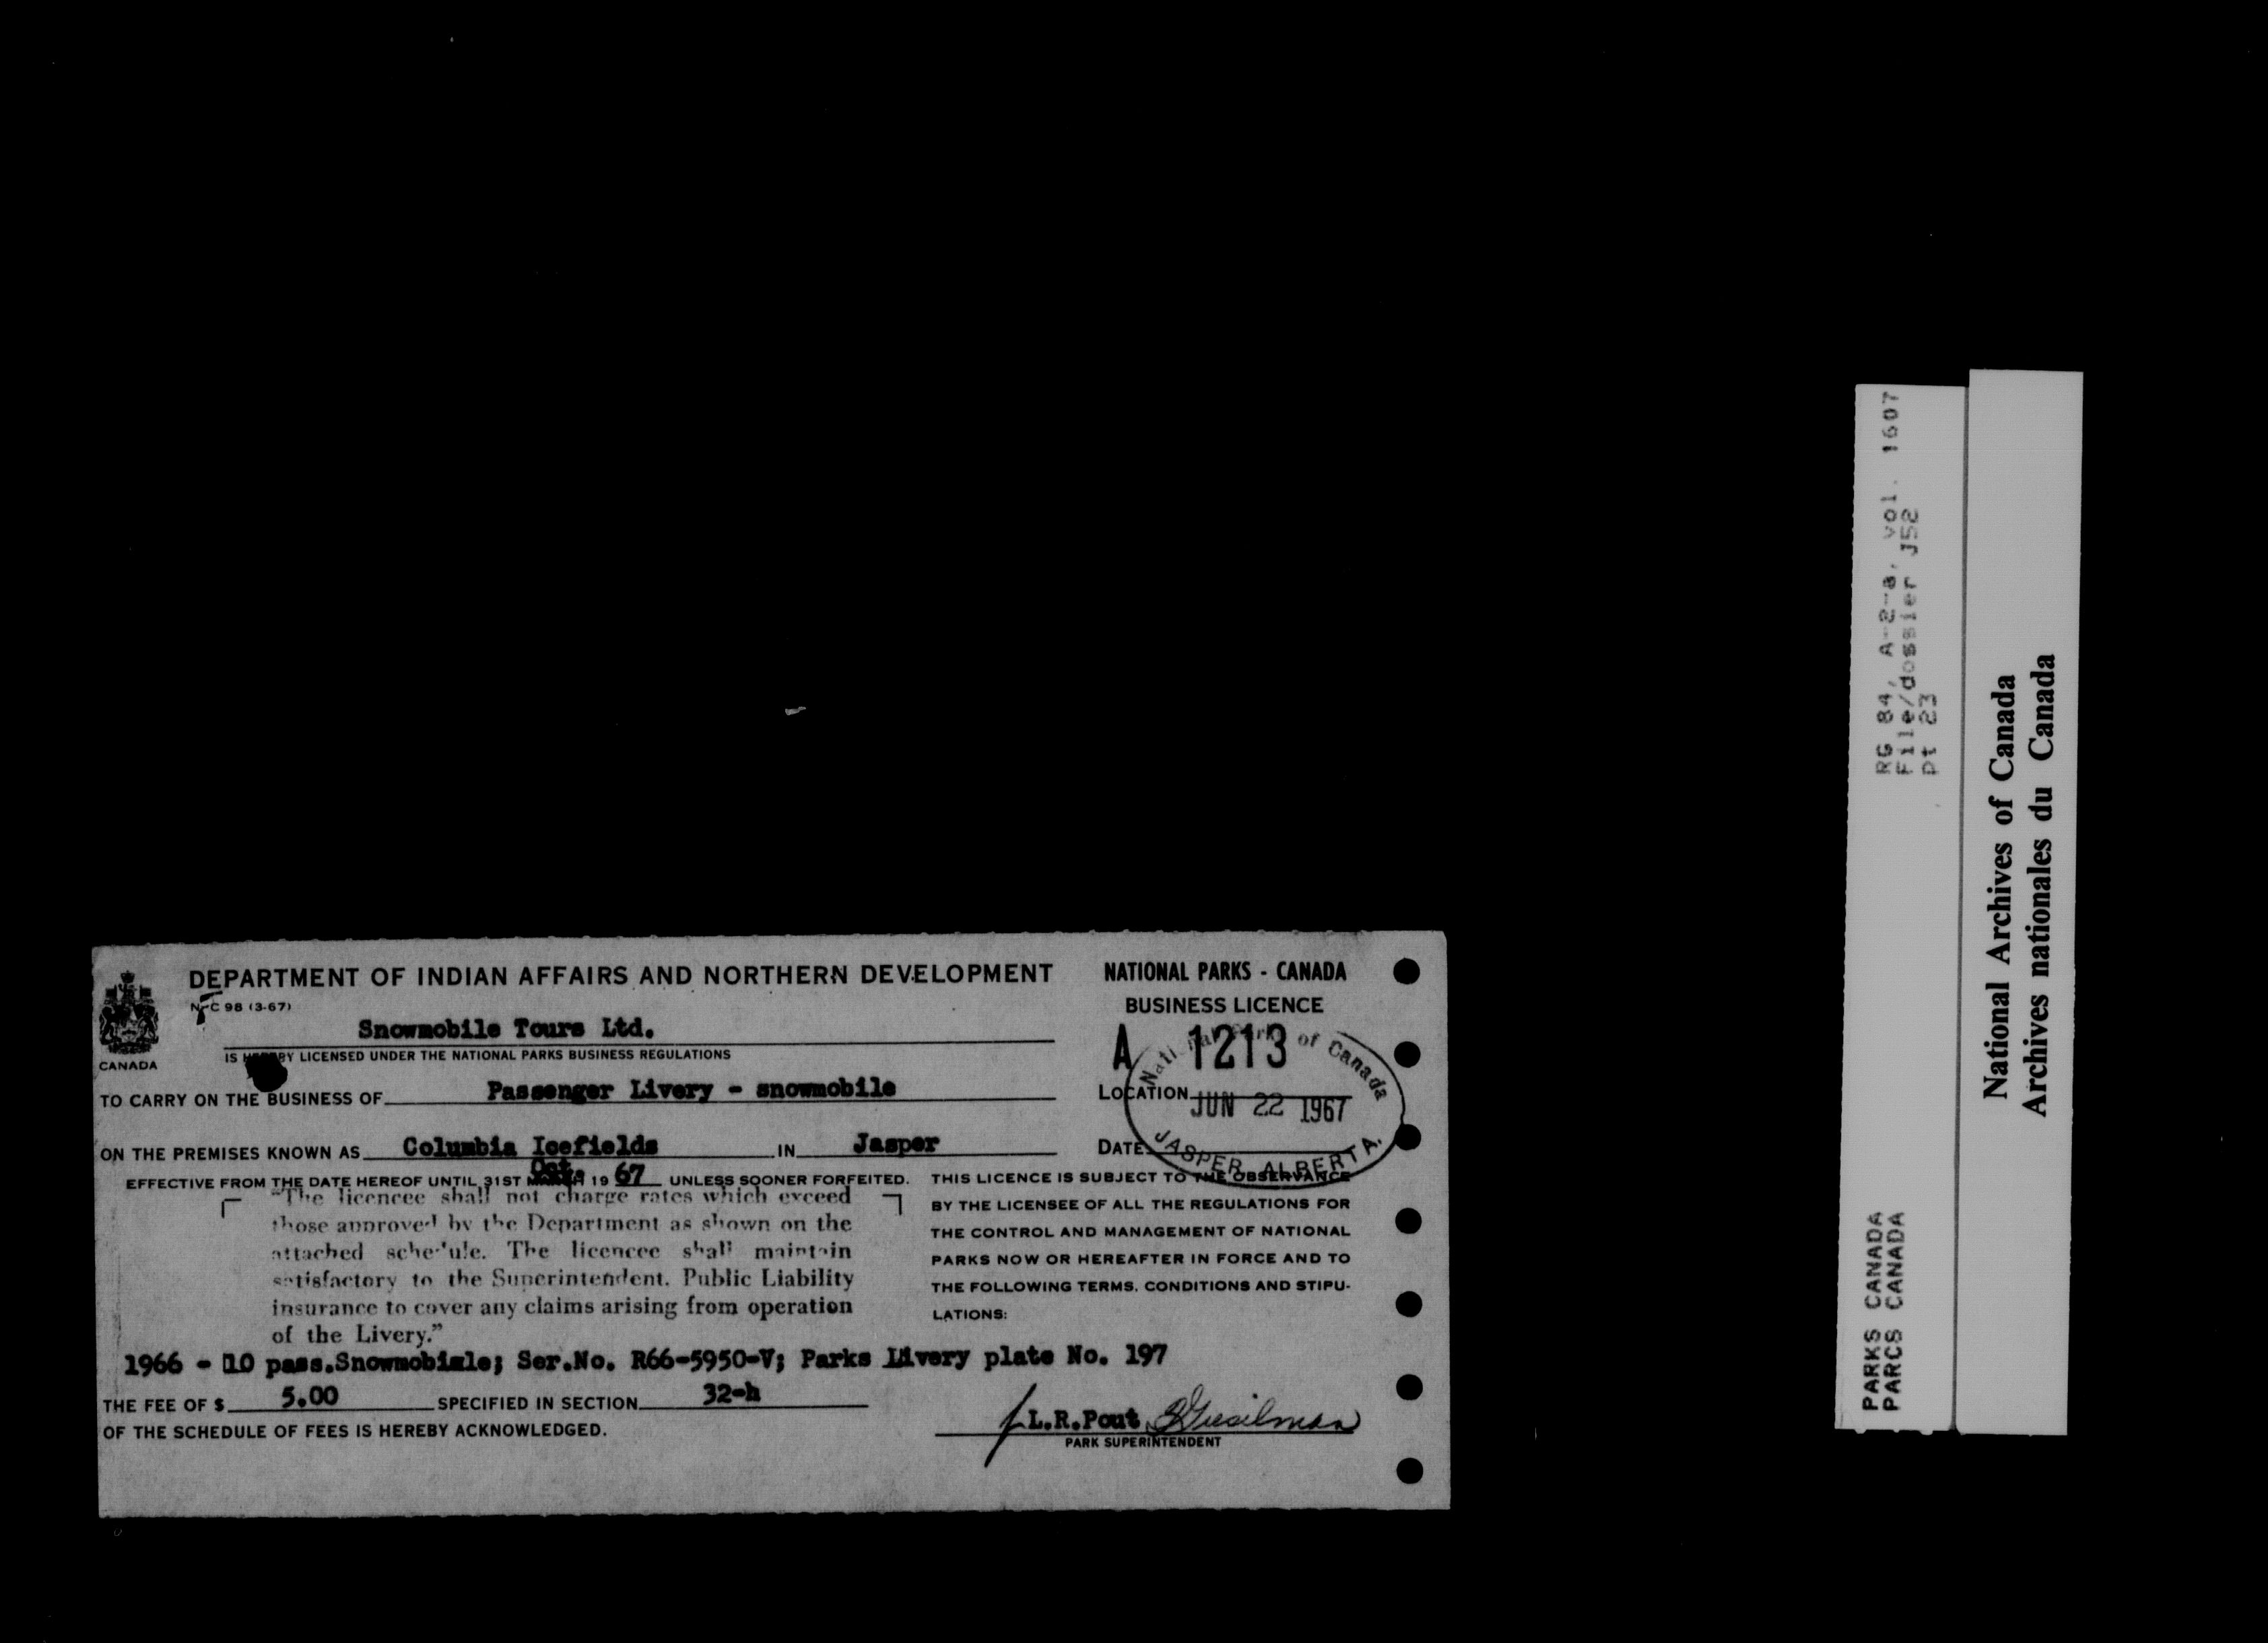 DEPARTMENT OF INDIAN AFFAIRS AND NORTHERN DEVELOPMENT
C 98 (3-67)
CANADA
Snowmobile Tours Ltd.
IS HEREBY LICENSED UNDER THE NATIONAL PARKS BUSINESS REGULATIONS
TO CARRY ON THE BUSINESS OF Passenger Livery - snowmobile
ON THE PREMISES KNOWN AS Columbia Icefields IN Jasper
EFFECTIVE FROM THE DATE HEREOF UNTIL 31ST MARCH Oct. 19 67 UNLESS SOONER FORFEITED.
"The licencee shall not charge rates which exceed
those approved by the Department as shown on the
attached schedule. The licencee shall maintain
satisfactory to the Superintendent. Public Liability
insurance to cover any claims arising from operation
of the Livery."
NATIONAL PARKS - CANADA
BUSINESS LICENCE
A 1213
National Parks of Canada
LOCATION
JUN 22 1967
DATE
JASPER, ALBERTA.
THIS LICENCE IS SUBJECT TO THE OBSERVANCE
BY THE LICENSEE OF ALL THE REGULATIONS FOR
THE CONTROL AND MANAGEMENT OF NATIONAL
PARKS NOW OR HEREAFTER IN FORCE AND TO
THE FOLLOWING TERMS. CONDITIONS AND STIPU-
LATIONS:
1966 - 10 pass.Snowmobile; Ser.No. R66-5950-V; Parks Livery plate No. 197
THE FEE OF $ 5.00 SPECIFIED IN SECTION 32-h
OF THE SCHEDULE OF FEES IS HEREBY ACKNOWLEDGED.
L.R.Pout
PARK SUPERINTENDENT
RG 84, A-2-a, vol. 1607
File/dossier J52
pt 23
PARKS CANADA
PARCS CANADA
National Archives of Canada
Archives nationales du Canada